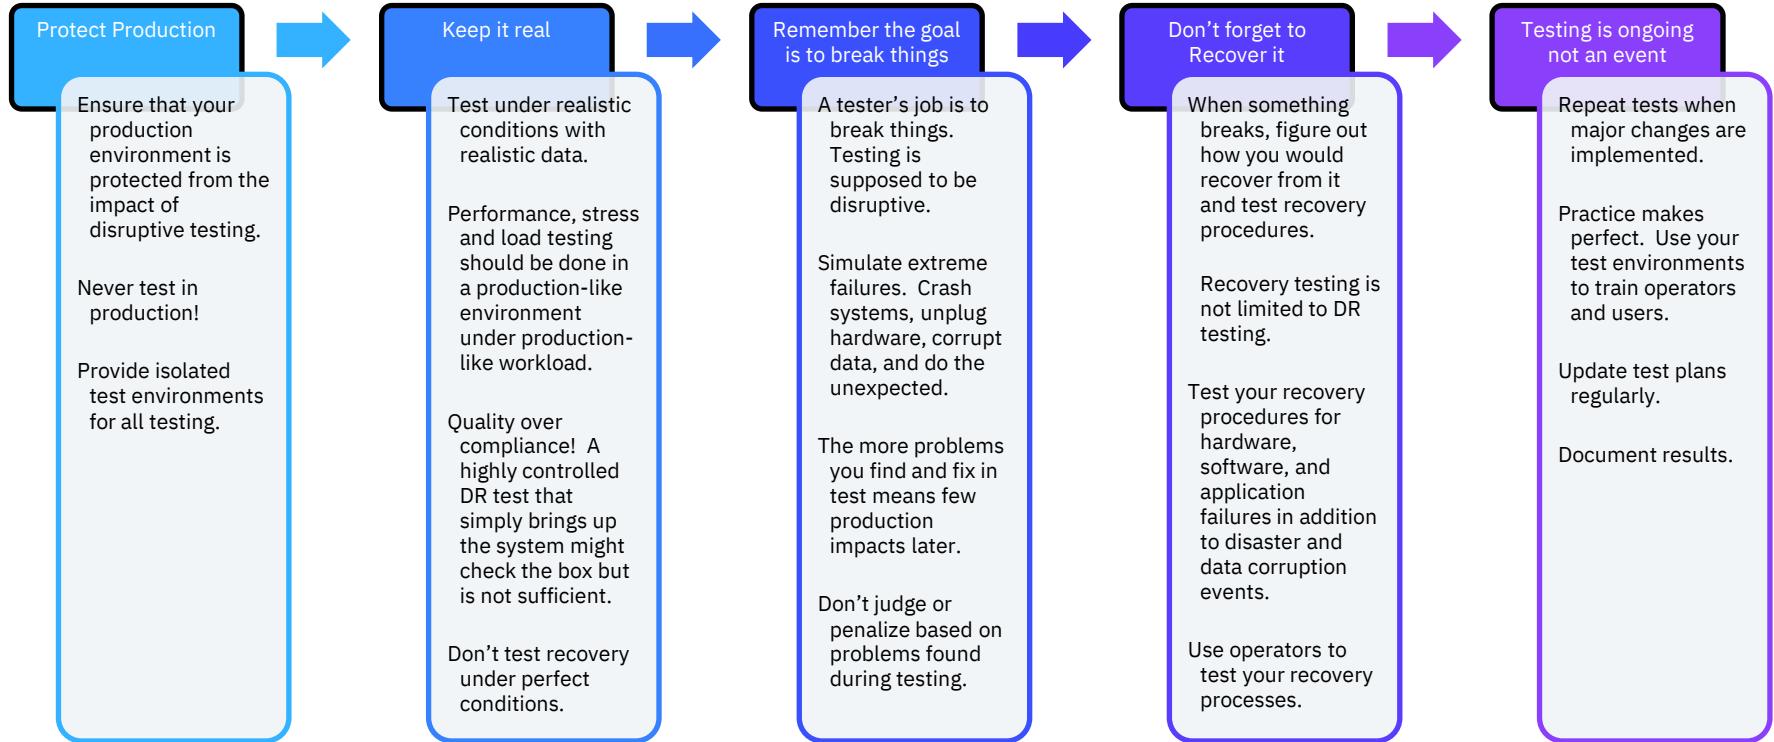 Protect Production
Ensure that your
production
environment is
protected from the
impact of
disruptive testing.
Never test in
production!
Provide isolated
test environments
for all testing.
Keep it real
Test under realistic
conditions with
realistic data.
Performance, stress
and load testing
should be done in
a production-like
environment
under production-
like workload.
Quality over
compliance!  A
highly controlled
DR test that
simply brings up
the system might
check the box but
is not sufficient.
Don’t test recovery
under perfect
conditions.
Remember the goal
is to break things
A tester’s job is to
break things.
Testing is
supposed to be
disruptive.
Simulate extreme
failures.  Crash
systems, unplug
hardware, corrupt
data, and do the
unexpected.
The more problems
you find and fix in
test means few
production
impacts later.
Don’t judge or
penalize based on
problems found
during testing.
Don’t forget to
Recover it
When something
breaks, figure out
how you would
recover from it
and test recovery
procedures.
Recovery testing is
not limited to DR
testing.
Test your recovery
procedures for
hardware,
software, and
application
failures in addition
to disaster and
data corruption
events.
Use operators to
test your recovery
processes.
Testing is ongoing
not an event
Repeat tests when
major changes are
implemented.
Practice makes
perfect.  Use your
test environments
to train operators
and users.
Update test plans
regularly.
Document results.